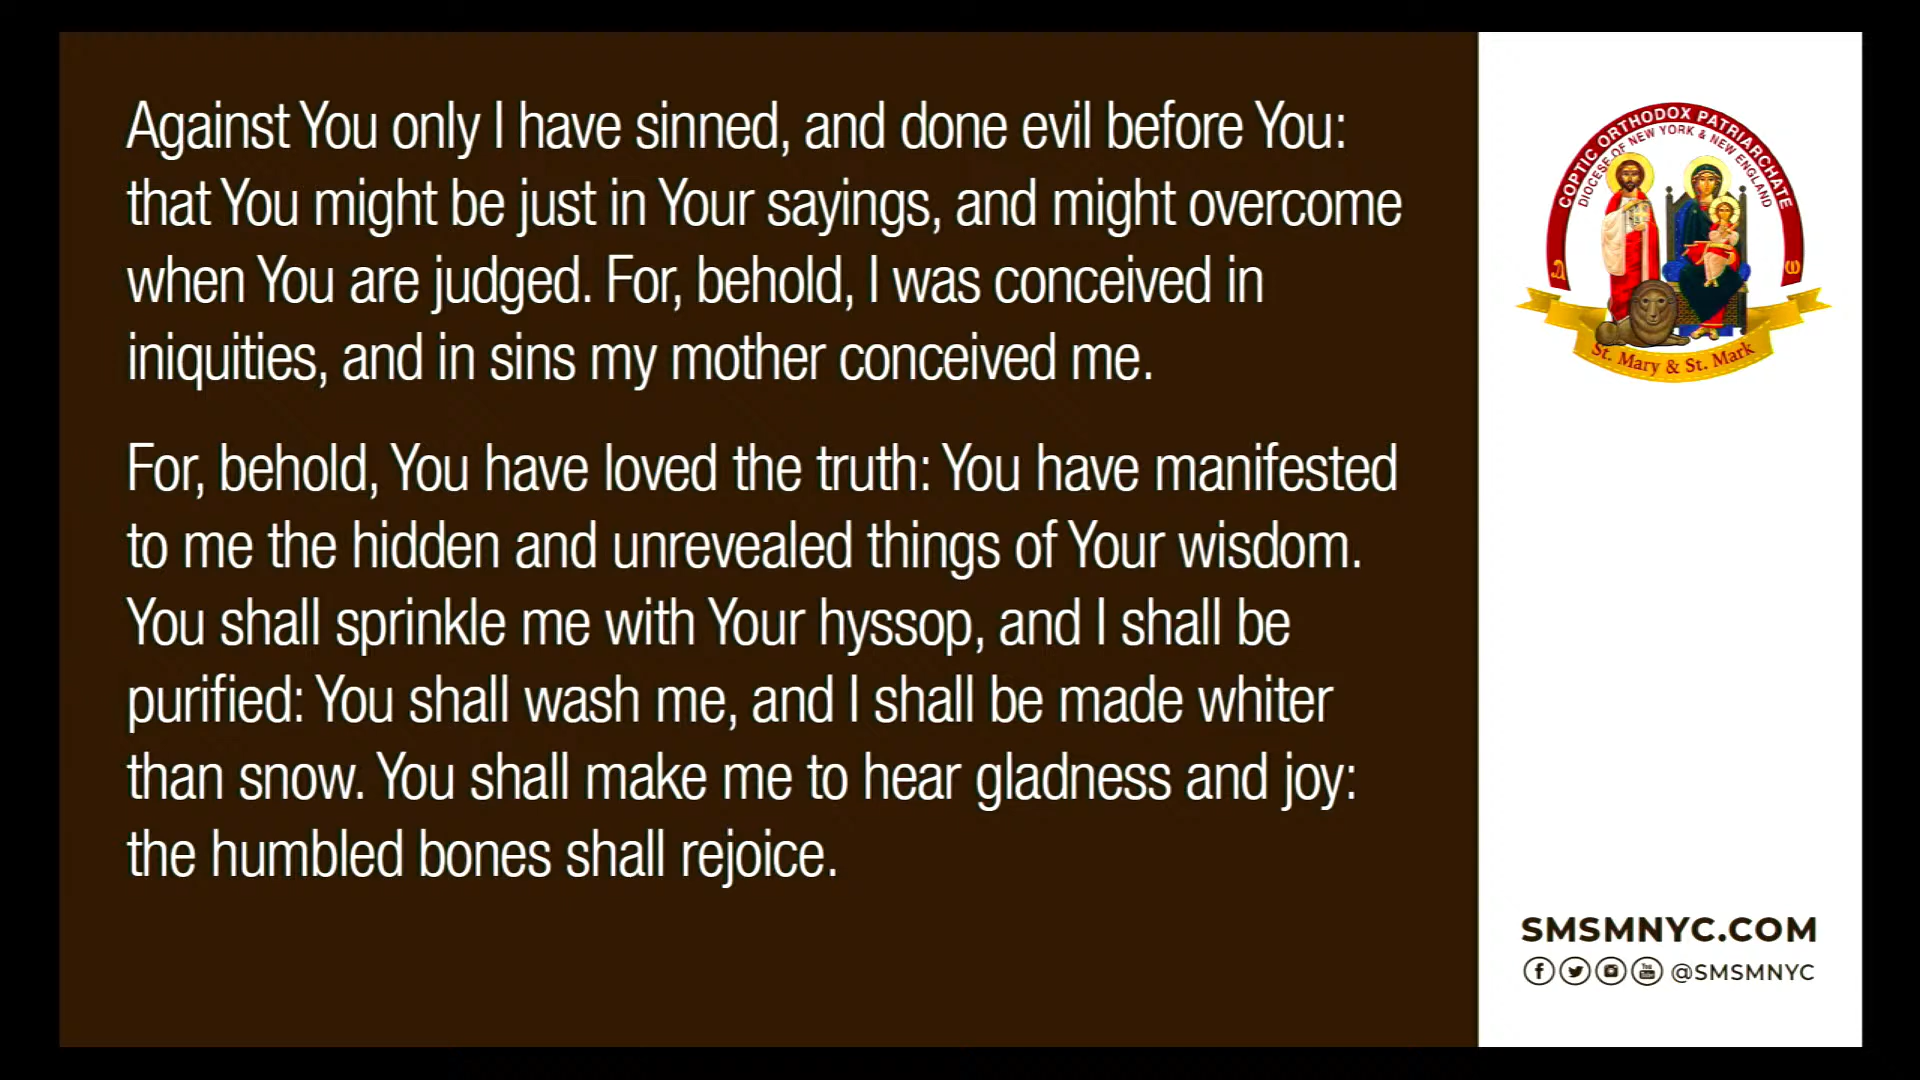 Against You only I have sinned, and done evil before You:
that You might be just in Your sayings, and might overcome
when You are judged. For, behold, I was conceived in
iniquities, and in sins my mother conceived me.
For, behold, You have loved the truth: You have manifested
to me the hidden and unrevealed things of Your wisdom.
You shall sprinkle me with Your hyssop, and I shall be
purified: You shall wash me, and I shall be made whiter
than snow. You shall make me to hear gladness and joy:
the humbled bones shall rejoice.
COPTIC ORTHODOX PATRIARCHATE
DIOCESE OF NEW YORK & NEW ENGLAND
St. Mary & St. Mark
SMSMNYC.COM
@SMSMNYC